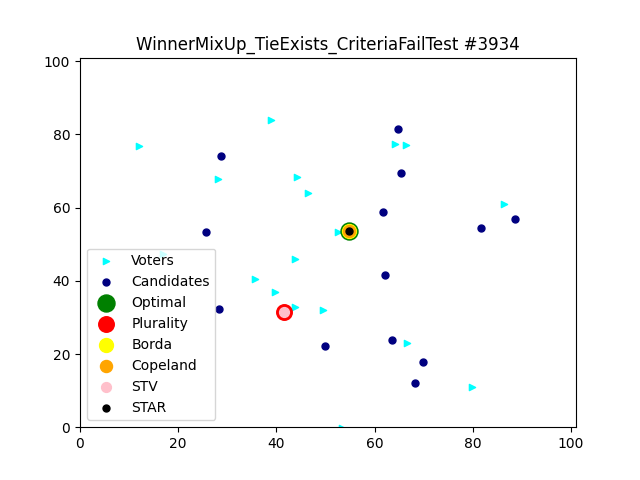 WinnerMixUp_TieExists_CriteriaFailTest #3934
100
80
60
40
20
0
Voters
Candidates
Optimal
Plurality
Borda
Copeland
STV
STAR
0 20 40 60 80 100